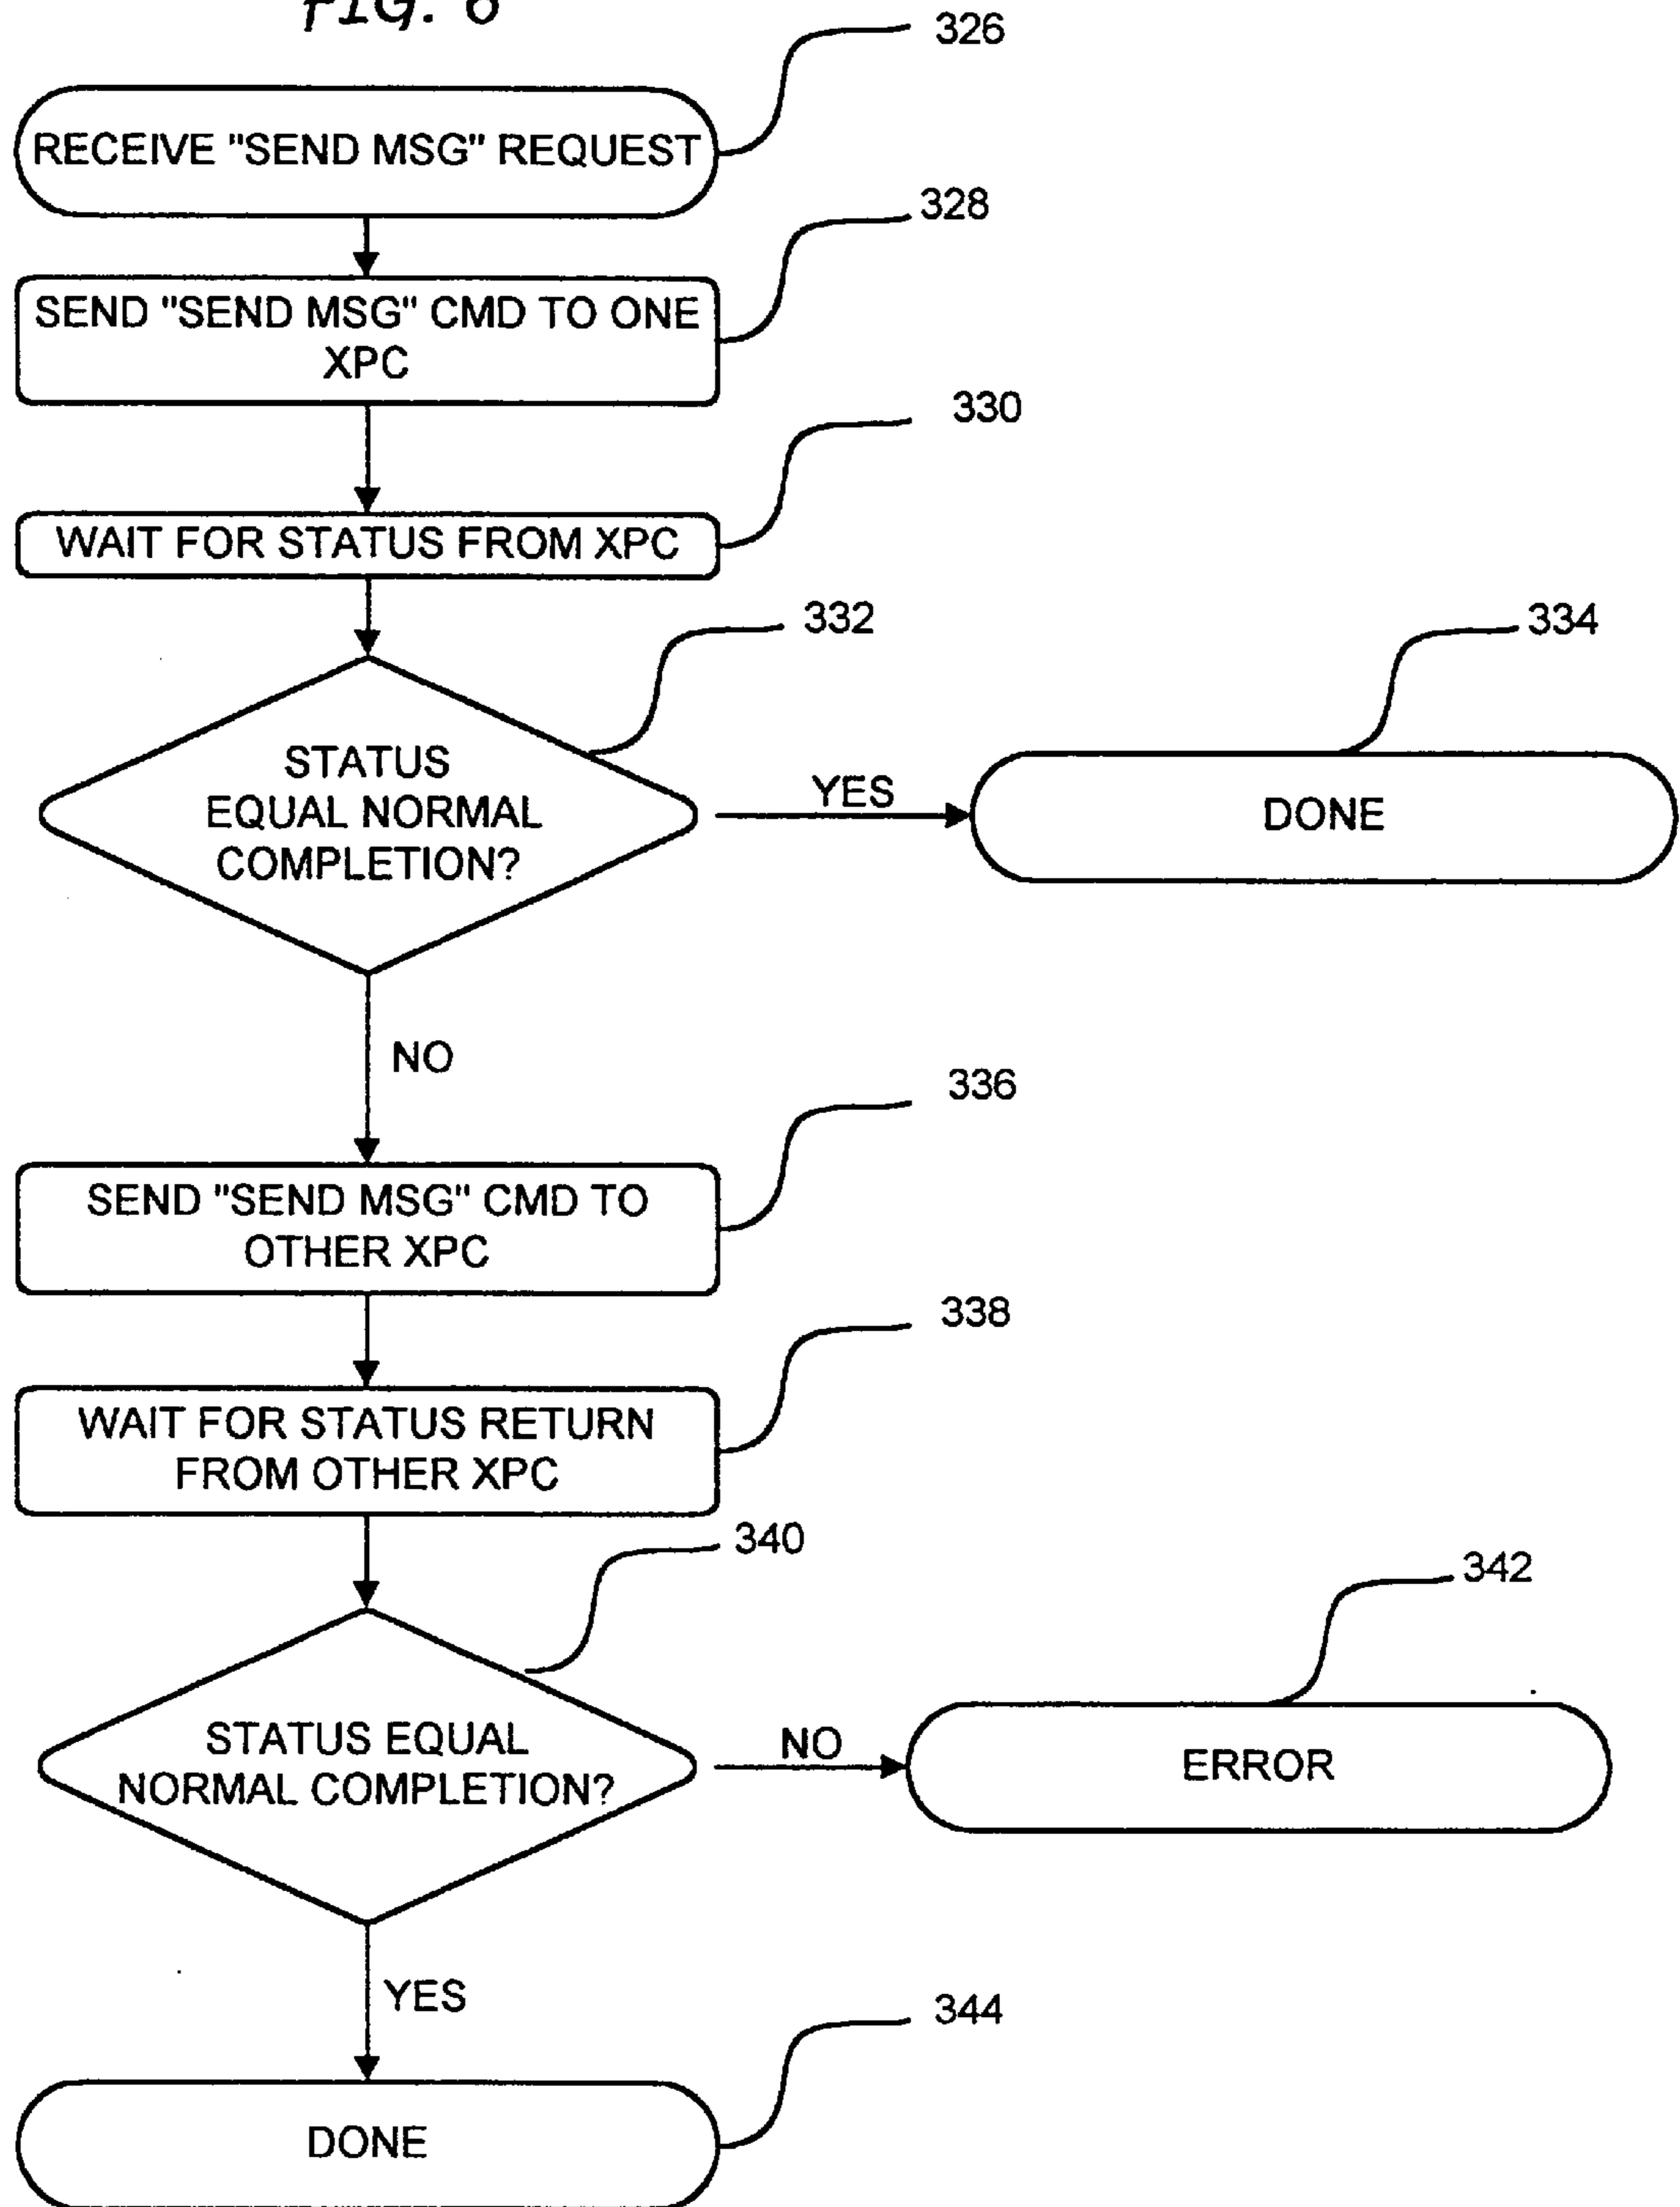 FIG. 6
326
RECEIVE "SEND MSG" REQUEST
328
SEND "SEND MSG" CMD TO ONE
XPC
330
WAIT FOR STATUS FROM XPC
332
334
STATUS
EQUAL NORMAL
COMPLETION?
YES
DONE
NO
336
SEND "SEND MSG" CMD TO
OTHER XPC
338
WAIT FOR STATUS RETURN
FROM OTHER XPC
340
342
STATUS EQUAL
NORMAL COMPLETION?
NO
ERROR
YES
344
DONE